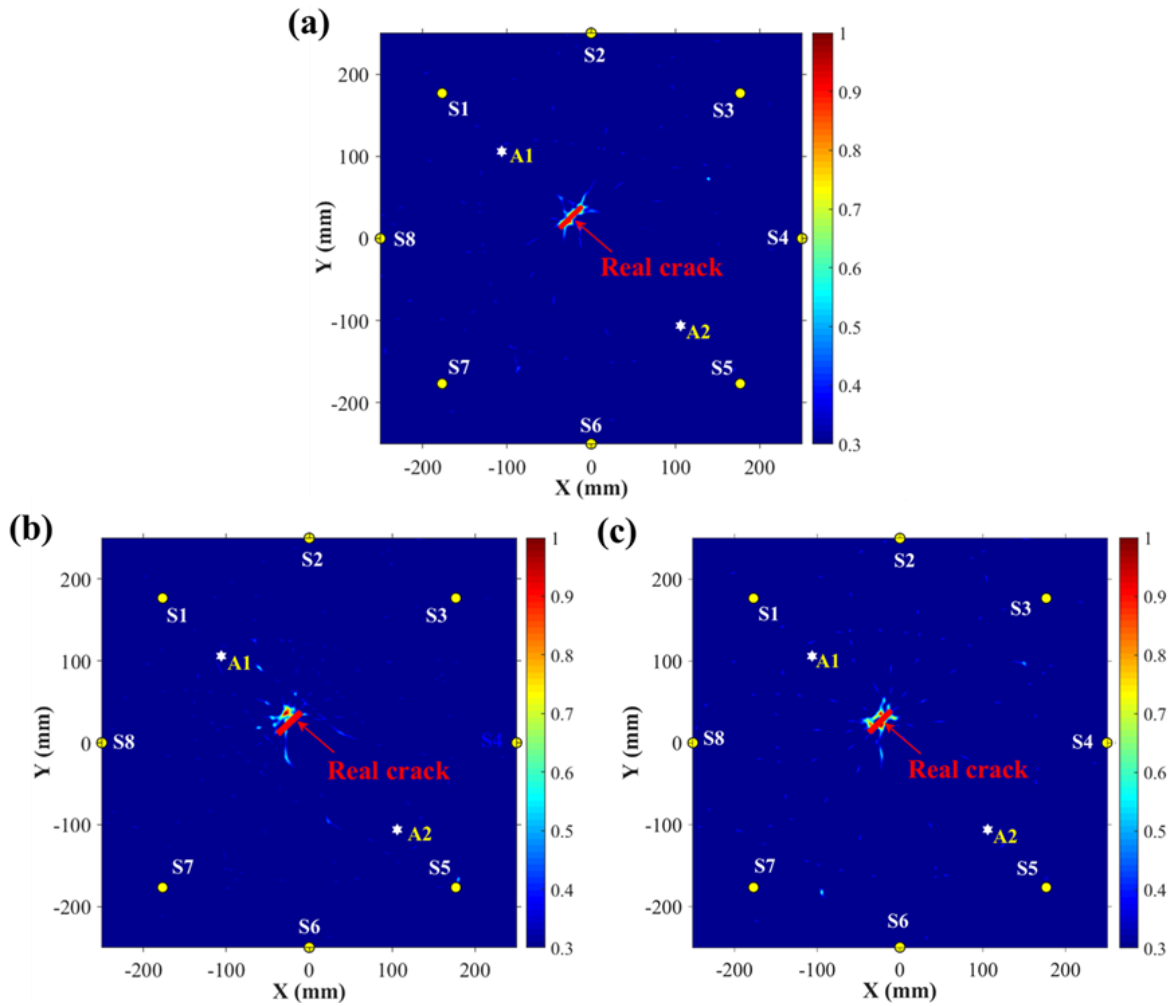 (a)
S2
S1
S3
A1
S8
S4
Real crack
A2
S7
S5
S6
200
100
0
-100
-200
Y (mm)
-200 -100 0 100 200
X (mm)
1
0.9
0.8
0.7
0.6
0.5
0.4
0.3
(b)
S2
S1
S3
A1
S8
S4
Real crack
A2
S7
S5
S6
200
100
0
-100
-200
Y (mm)
-200 -100 0 100 200
X (mm)
1
0.9
0.8
0.7
0.6
0.5
0.4
0.3
(c)
S2
S1
S3
A1
S8
S4
Real crack
A2
S7
S5
S6
200
100
0
-100
-200
Y (mm)
-200 -100 0 100 200
X (mm)
1
0.9
0.8
0.7
0.6
0.5
0.4
0.3